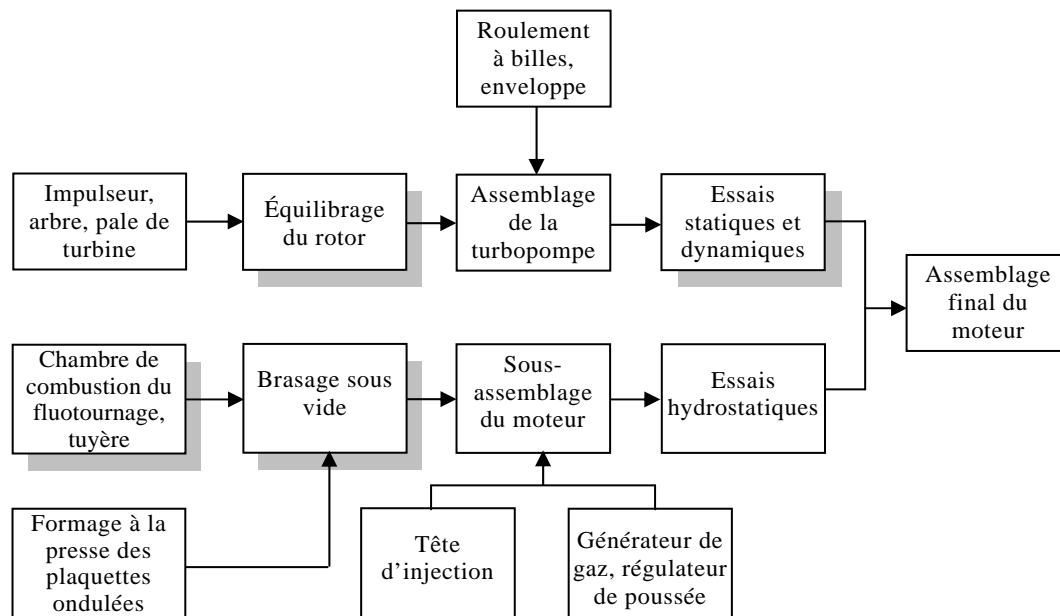 Roulement
à billes,
enveloppe
Impulseur,
arbre, pale de
turbine
Équilibrage
du rotor
Assemblage
de la
turbopompe
Essais
statiques et
dynamiques
Assemblage
final du
moteur
Chambre de
combustion du
fluotournage,
tuyère
Brasage sous
vide
Sous-
assemblage
du moteur
Essais
hydrostatiques
Formage à la
presse des
plaquettes
ondulées
Tête
d’injection
Générateur de
gaz, régulateur
de poussée